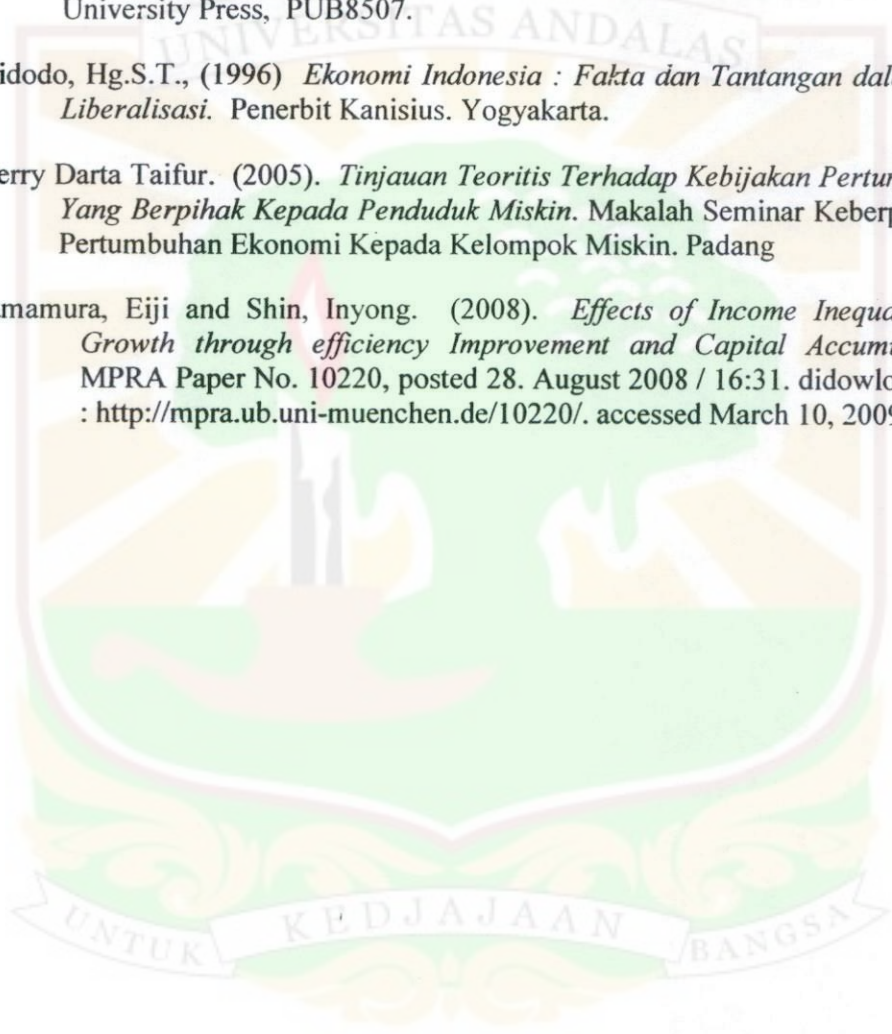 University Press, PUB8507.
UNIVERSITAS ANDALAS
idodo, Hg.S.T., (1996) Ekonomi Indonesia : Fakta dan Tantangan dal
Liberalisasi. Penerbit Kanisius. Yogyakarta.
erry Darta Taifur. (2005). Tinjauan Teoritis Terhadap Kebijakan Pertu
Yang Berpihak Kepada Penduduk Miskin. Makalah Seminar Keber
Pertumbuhan Ekonomi Kepada Kelompok Miskin. Padang
mamura, Eiji and Shin, Inyong. (2008). Effects of Income Inequa
Growth through efficiency Improvement and Capital Accum
MPRA Paper No. 10220, posted 28. August 2008 / 16:31. didowlo
: http://mpra.ub.uni-muenchen.de/10220/. accessed March 10, 2009
UNTUK KEDJAJAAN BANGSA